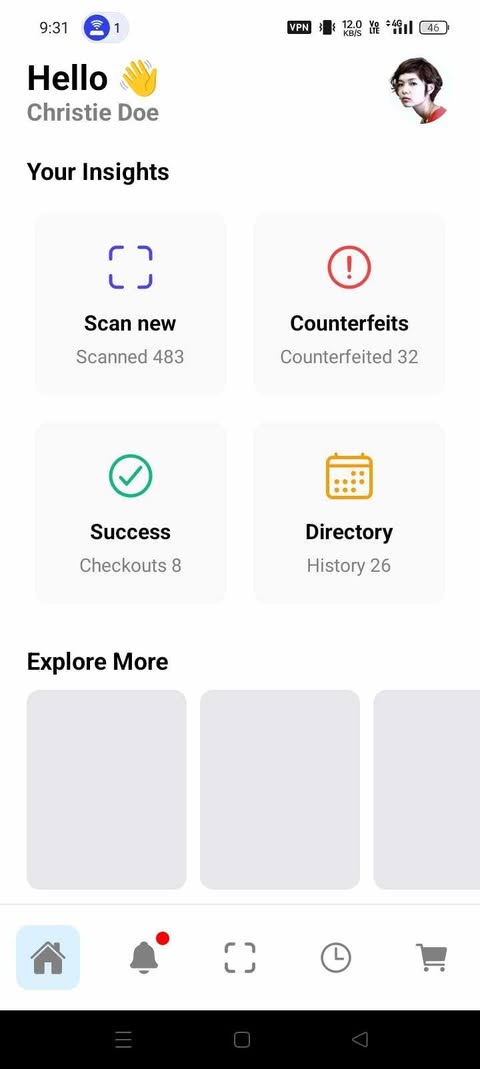 9:31 1 VPN 12.0 KB/S Vo LTE 4G 46
Hello 👋
Christie Doe
Your Insights
Scan new
Scanned 483
Counterfeits
Counterfeited 32
Success
Checkouts 8
Directory
History 26
Explore More